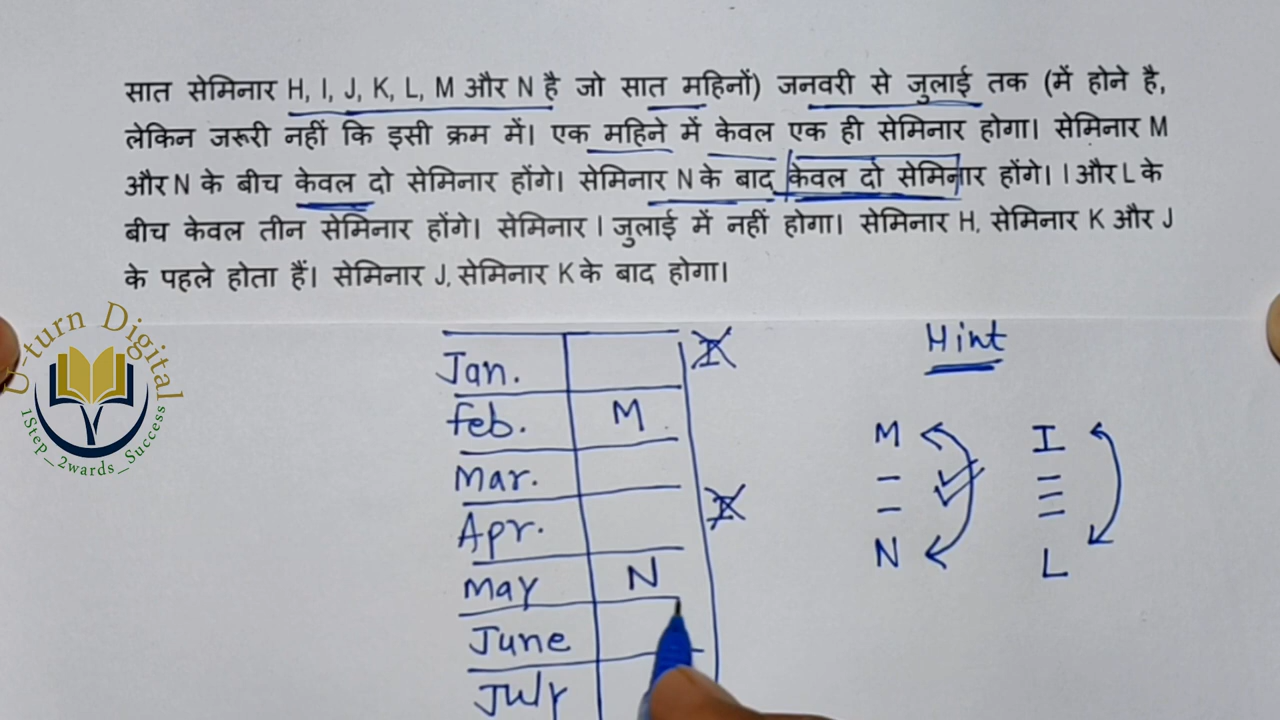 सात सेमिनार H, I, J, K, L, M और N है जो सात महिनों) जनवरी से जुलाई तक (में होने है,
लेकिन जरूरी नहीं कि इसी क्रम में। एक महिने में केवल एक ही सेमिनार होगा। सेमिनार M
और N के बीच केवल दो सेमिनार होंगे। सेमिनार N के बाद केवल दो सेमिनार होंगे। I और L के
बीच केवल तीन सेमिनार होंगे। सेमिनार I जुलाई में नहीं होगा। सेमिनार H, सेमिनार K और J
के पहले होता हैं। सेमिनार J, सेमिनार K के बाद होगा।
U-turn Digital
1Step_2wards_Success
Jan.
I
feb. M
Mar.
I
Apr.
May N
June
July
Hint
M
N
I
L